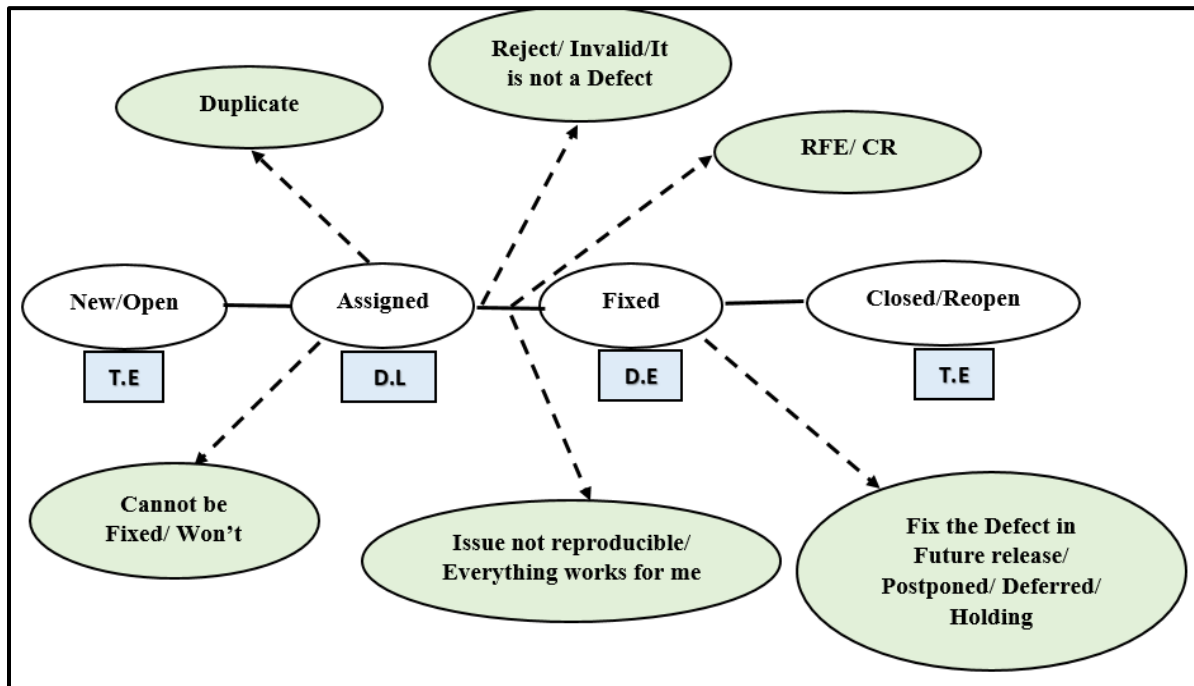 Reject/ Invalid/It
is not a Defect
Duplicate
RFE/ CR
New/Open
Assigned
Fixed
Closed/Reopen
T.E
D.L
D.E
T.E
Cannot be
Fixed/ Won’t
Issue not reproducible/
Everything works for me
Fix the Defect in
Future release/
Postponed/ Deferred/
Holding